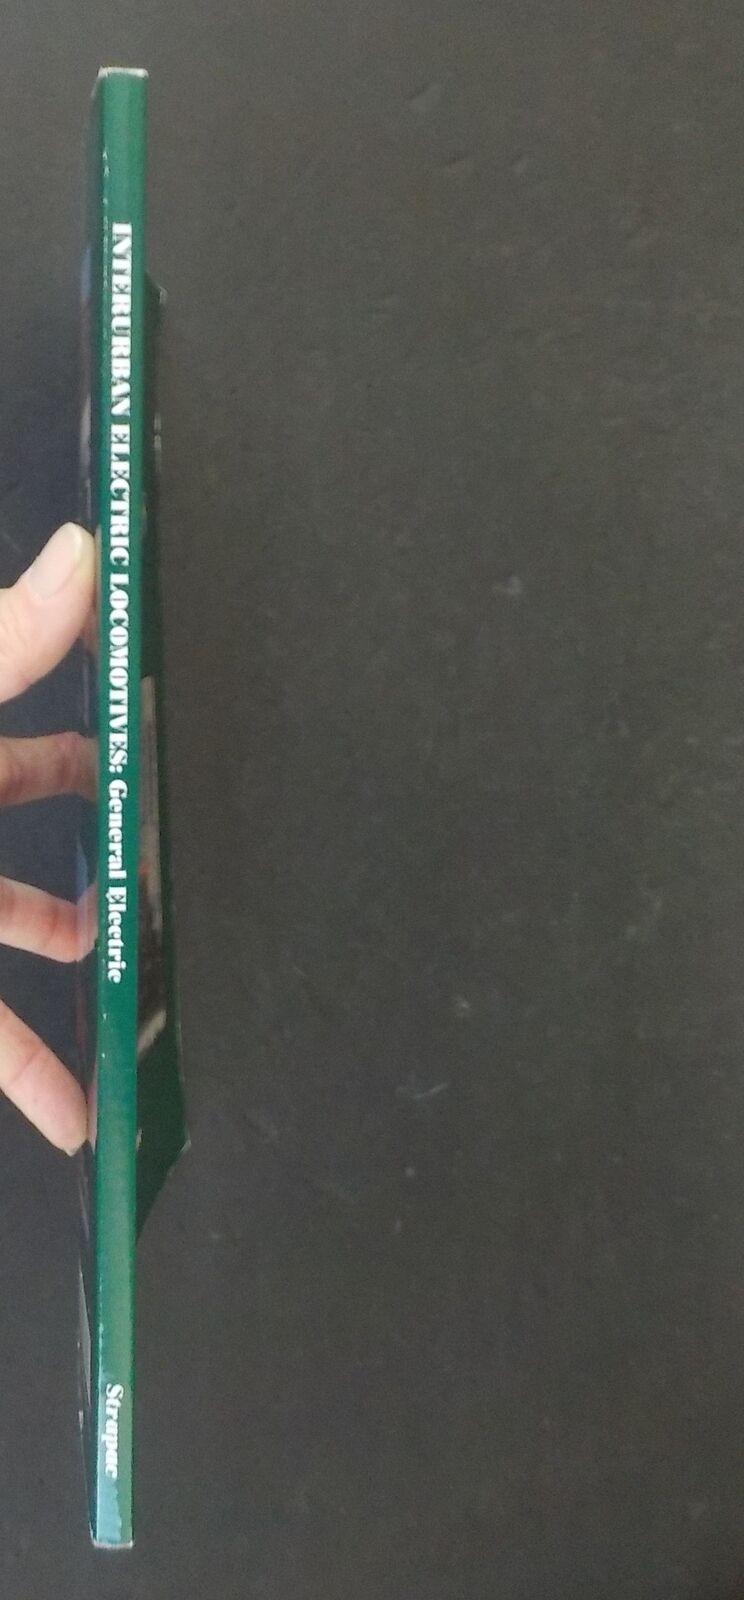 INTERURBAN ELECTRIC LOCOMOTIVES: General Electric
Strapac